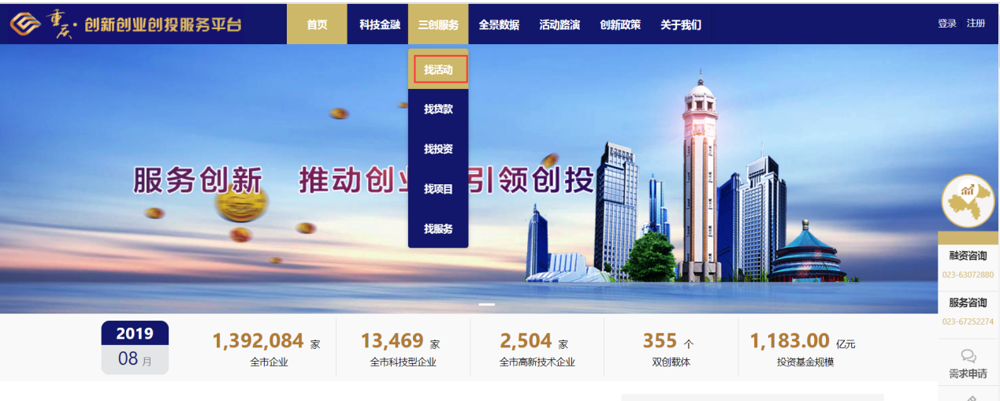 重庆·创新创业创投服务平台
首页 科技金融 三创服务 全景数据 活动路演 创新政策 关于我们
登录 注册
找活动
找贷款
找投资
找项目
找服务
服务创新 推动创业 引领创投
融资咨询
023-63072880
服务咨询
023-67252274
需求申请
2019
08 月
1,392,084 家
全市企业
13,469 家
全市科技型企业
2,504 家
全市高新技术企业
355 个
双创载体
1,183.00 亿元
投资基金规模